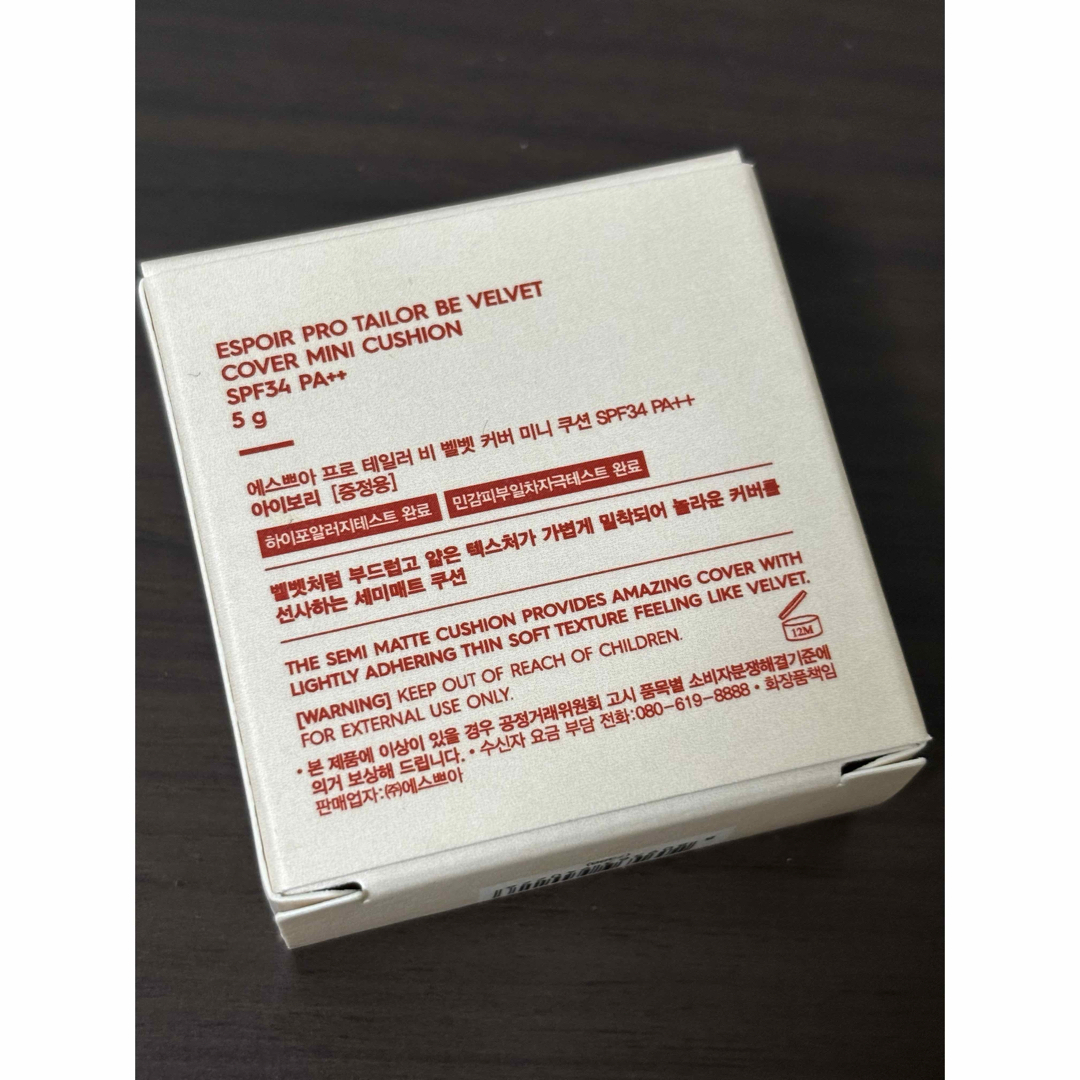 ESPOIR PRO TAILOR BE VELVET
COVER MINI CUSHION
SPF34 PA++
5 g
에스쁘아 프로 테일러 비 벨벳 커버 미니 쿠션 SPF34 PA++
아이보리 [증정용]
하이포알러지테스트 완료 민감피부일차자극테스트 완료
벨벳처럼 부드럽고 얇은 텍스처가 가볍게 밀착되어 놀라운 커버를
선사하는 세미매트 쿠션
THE SEMI MATTE CUSHION PROVIDES AMAZING COVER WITH
LIGHTLY ADHERING THIN SOFT TEXTURE FEELING LIKE VELVET.
[WARNING] KEEP OUT OF REACH OF CHILDREN.
FOR EXTERNAL USE ONLY.
12M
• 본 제품에 이상이 있을 경우 공정거래위원회 고시 품목별 소비자분쟁해결기준에
의거 보상해 드립니다. • 수신자 요금 부담 전화:080-619-8888 • 화장품책임
판매업자:㈜에스쁘아